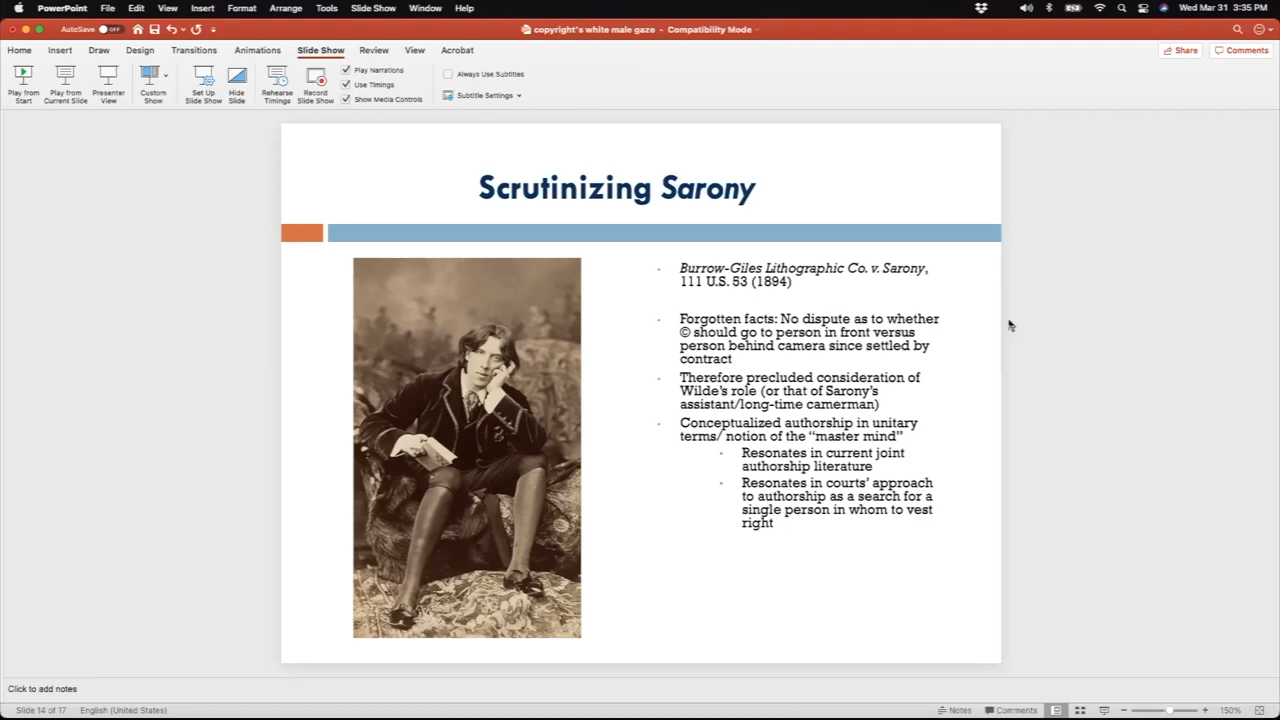 PowerPoint File Edit View Insert Format Arrange Tools Slide Show Window Help Wed Mar 31 3:35 PM
AutoSave OFF copyright's white male gaze - Compatibility Mode
Home Insert Draw Design Transitions Animations Slide Show Review View Acrobat Share Comments
Play from Start
Play from Current Slide
Presenter View
Custom Show
Set Up Slide Show
Hide Slide
Rehearse Timings
Record Slide Show
Play Narrations
Use Timings
Show Media Controls
Always Use Subtitles
Subtitle Settings
Scrutinizing Sarony
Burrow-Giles Lithographic Co. v. Sarony,
111 U.S. 53 (1894)
Forgotten facts: No dispute as to whether
© should go to person in front versus
person behind camera since settled by
contract
Therefore precluded consideration of
Wilde's role (or that of Sarony's
assistant/long-time camerman)
Conceptualized authorship in unitary
terms/ notion of the "master mind"
Resonates in current joint
authorship literature
Resonates in courts' approach
to authorship as a search for a
single person in whom to vest
right
Click to add notes
Slide 14 of 17 English (United States) Notes Comments 150%